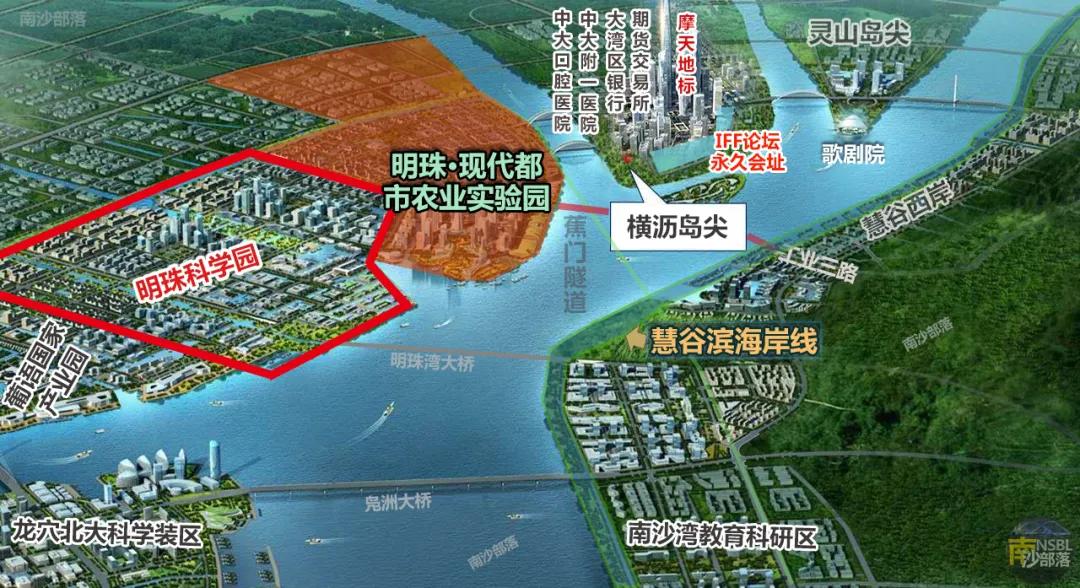 南沙部落
中大口腔医院
中大附一医院
大湾区银行
期货交易所
摩天地标
灵山岛尖
IFF论坛
永久会址
歌剧院
明珠·现代都
市农业实验园
横沥岛尖
慧谷西岸
蕉门隧道
工业三路
明珠科学园
慧谷滨海岸线
南沙部落
葡语国家
产业园
明珠湾大桥
凫洲大桥
龙穴北大科学装区
南沙湾教育科研区
南沙部落
南沙部落
NSBL